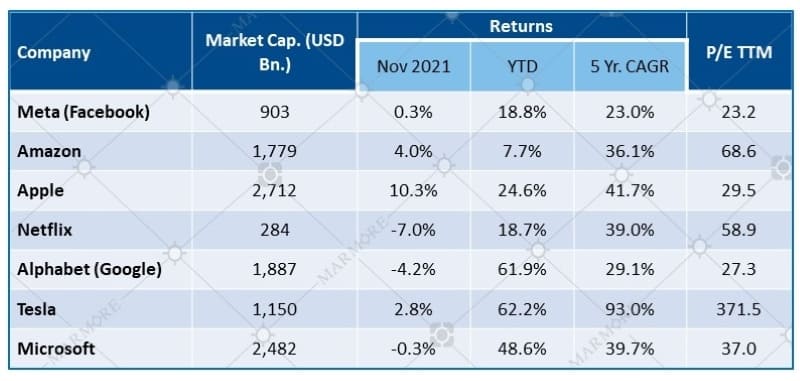 Company Market Cap. (USD Bn.) Returns P/E TTM
Nov 2021 YTD 5 Yr. CAGR
Meta (Facebook) 903 0.3% 18.8% 23.0% 23.2
Amazon 1,779 4.0% 7.7% 36.1% 68.6
Apple 2,712 10.3% 24.6% 41.7% 29.5
Netflix 284 -7.0% 18.7% 39.0% 58.9
Alphabet (Google) 1,887 -4.2% 61.9% 29.1% 27.3
Tesla 1,150 2.8% 62.2% 93.0% 371.5
Microsoft 2,482 -0.3% 48.6% 39.7% 37.0
MARMORE